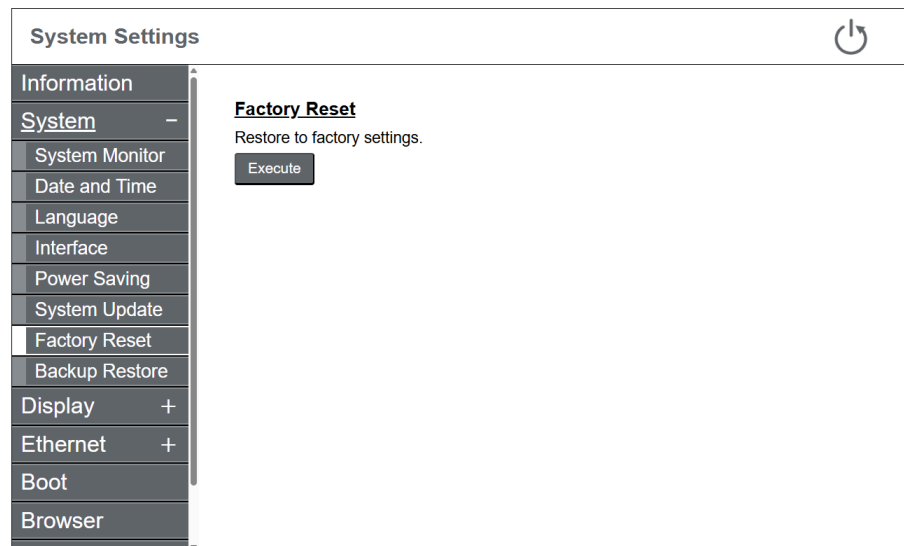 System Settings
Information
System −
System Monitor
Date and Time
Language
Interface
Power Saving
System Update
Factory Reset
Backup Restore
Display +
Ethernet +
Boot
Browser
Factory Reset
Restore to factory settings.
Execute